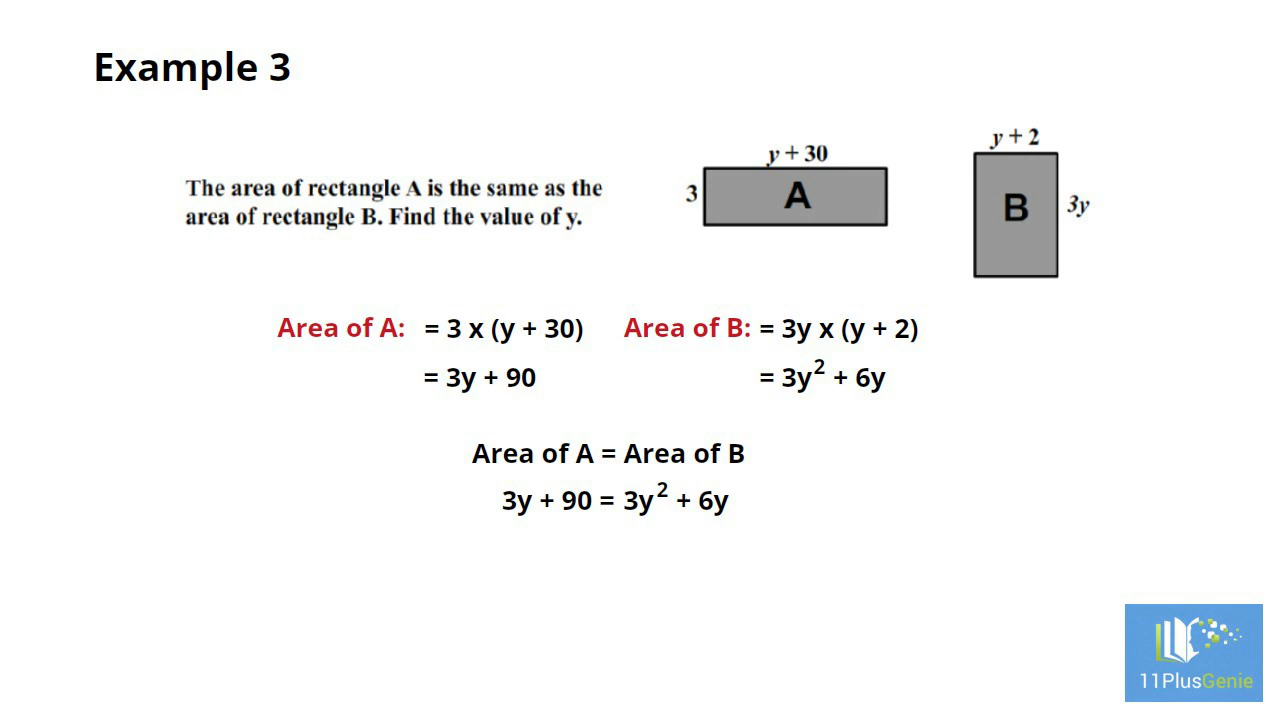 Example 3
The area of rectangle A is the same as the
area of rectangle B. Find the value of y.
y + 30
3
A
y + 2
B
3y
Area of A: = 3 x (y + 30)
= 3y + 90
Area of B: = 3y x (y + 2)
= 3y² + 6y
Area of A = Area of B
3y + 90 = 3y² + 6y
11PlusGenie